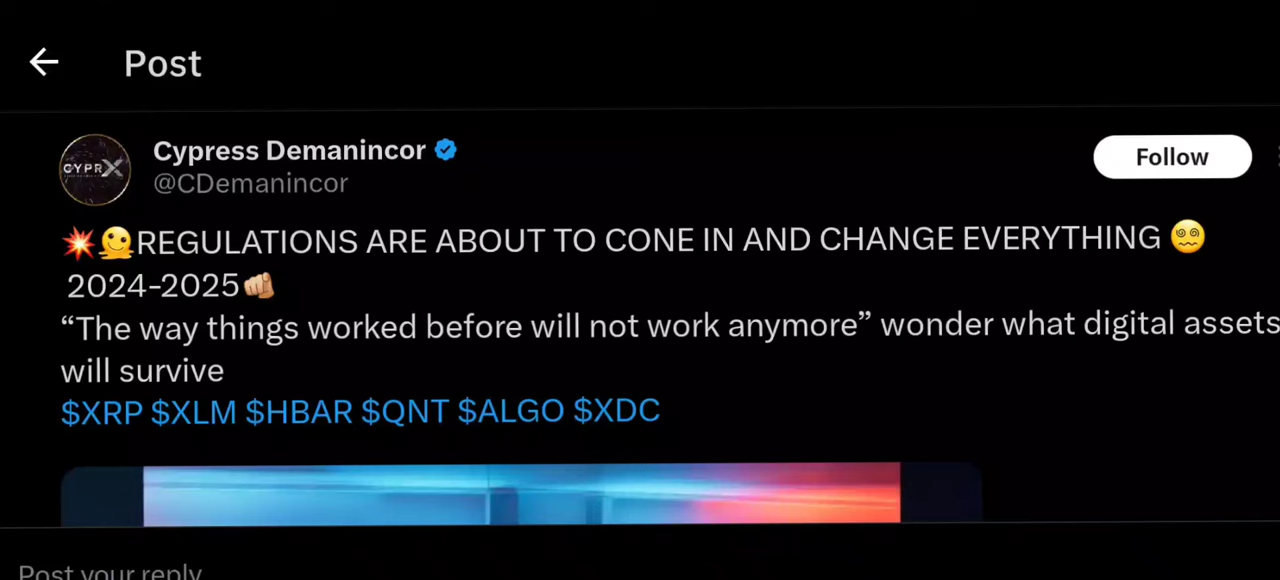 Post
Cypress Demanincor
@CDemanincor
CYPRX
Follow
💥🫠REGULATIONS ARE ABOUT TO CONE IN AND CHANGE EVERYTHING 😵‍💫
2024-2025🫵🏼
“The way things worked before will not work anymore” wonder what digital assets
will survive
$XRP $XLM $HBAR $QNT $ALGO $XDC
Post your reply